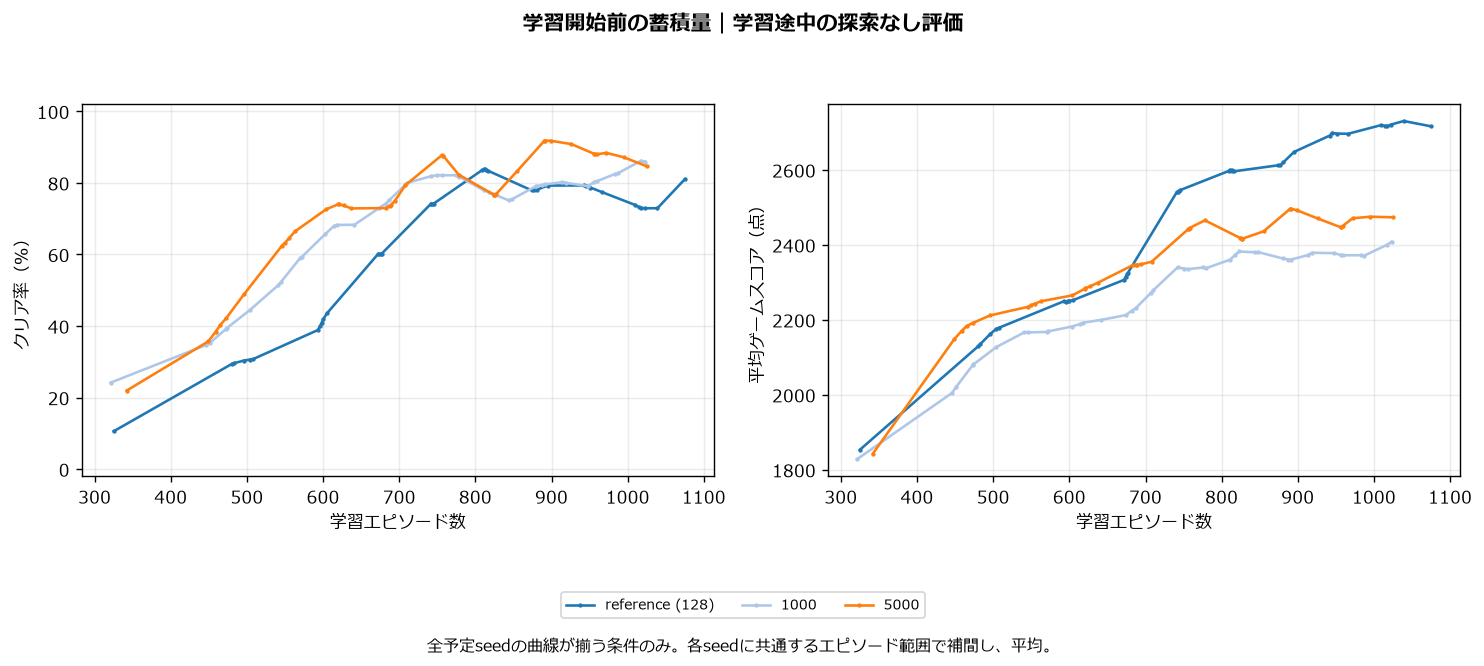 学習開始前の蓄積量｜学習途中の探索なし評価
クリア率（%）
100
80
60
40
20
0
300 400 500 600 700 800 900 1000 1100
学習エピソード数
平均ゲームスコア（点）
2600
2400
2200
2000
1800
300 400 500 600 700 800 900 1000 1100
学習エピソード数
reference (128) 1000 5000
全予定seedの曲線が揃う条件のみ。各seedに共通するエピソード範囲で補間し、平均。